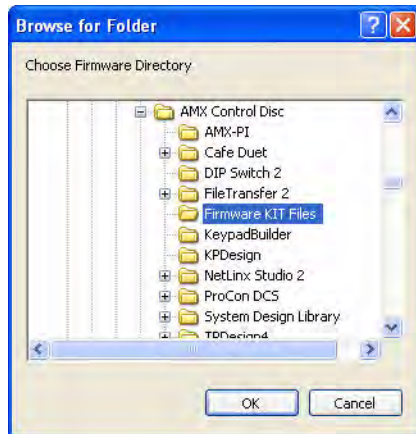 Browse for Folder
Choose Firmware Directory
AMX Control Disc
AMX-PI
Cafe Duet
DIP Switch 2
FileTransfer 2
Firmware KIT Files
KeypadBuilder
KPDesign
NetLinx Studio 2
ProCon DCS
System Design Library
TPDesign4
OK Cancel